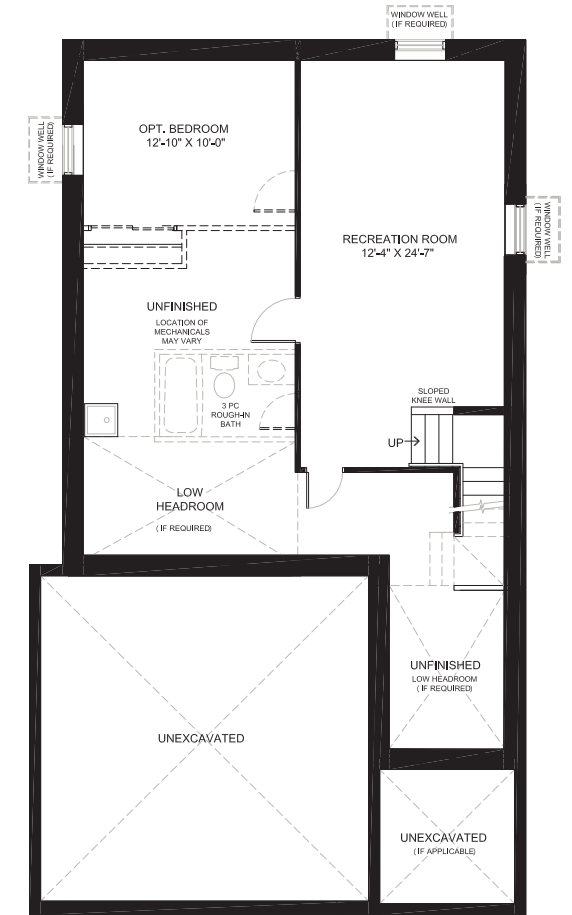 WINDOW WELL
(IF REQUIRED)
WINDOW WELL
(IF REQUIRED)
OPT. BEDROOM
12'-10" X 10'-0"
WINDOW WELL
(IF REQUIRED)
RECREATION ROOM
12'-4" X 24'-7"
UNFINISHED
LOCATION OF
MECHANICALS
MAY VARY
3 PC
ROUGH-IN
BATH
SLOPED
KNEE WALL
UP
LOW
HEADROOM
(IF REQUIRED)
UNFINISHED
LOW HEADROOM
(IF REQUIRED)
UNEXCAVATED
UNEXCAVATED
(IF APPLICABLE)